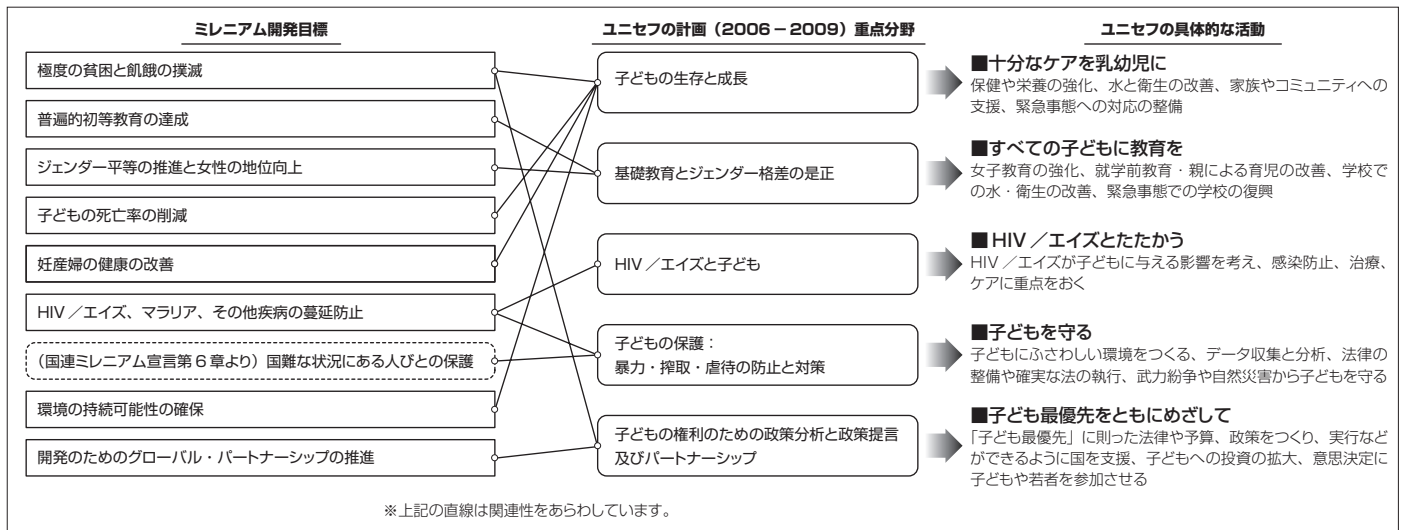 ミレニアム開発目標
ユニセフの計画（2006－2009）重点分野
ユニセフの具体的な活動
極度の貧困と飢餓の撲滅
普遍的初等教育の達成
ジェンダー平等の推進と女性の地位向上
子どもの死亡率の削減
妊産婦の健康の改善
HIV／エイズ、マラリア、その他疾病の蔓延防止
（国連ミレニアム宣言第6章より）国難な状況にある人びとの保護
環境の持続可能性の確保
開発のためのグローバル・パートナーシップの推進
子どもの生存と成長
基礎教育とジェンダー格差の是正
HIV／エイズと子ども
子どもの保護：
暴力・搾取・虐待の防止と対策
子どもの権利のための政策分析と政策提言
及びパートナーシップ
■十分なケアを乳幼児に
保健や栄養の強化、水と衛生の改善、家族やコミュニティへの
支援、緊急事態への対応の整備
■すべての子どもに教育を
女子教育の強化、就学前教育・親による育児の改善、学校で
の水・衛生の改善、緊急事態での学校の復興
■HIV／エイズとたたかう
HIV／エイズが子どもに与える影響を考え、感染防止、治療、
ケアに重点をおく
■子どもを守る
子どもにふさわしい環境をつくる、データ収集と分析、法律の
整備や確実な法の執行、武力紛争や自然災害から子どもを守る
■子ども最優先をともにめざして
「子ども最優先」に則った法律や予算、政策をつくり、実行など
ができるように国を支援、子どもへの投資の拡大、意思決定に
子どもや若者を参加させる
※上記の直線は関連性をあらわしています。